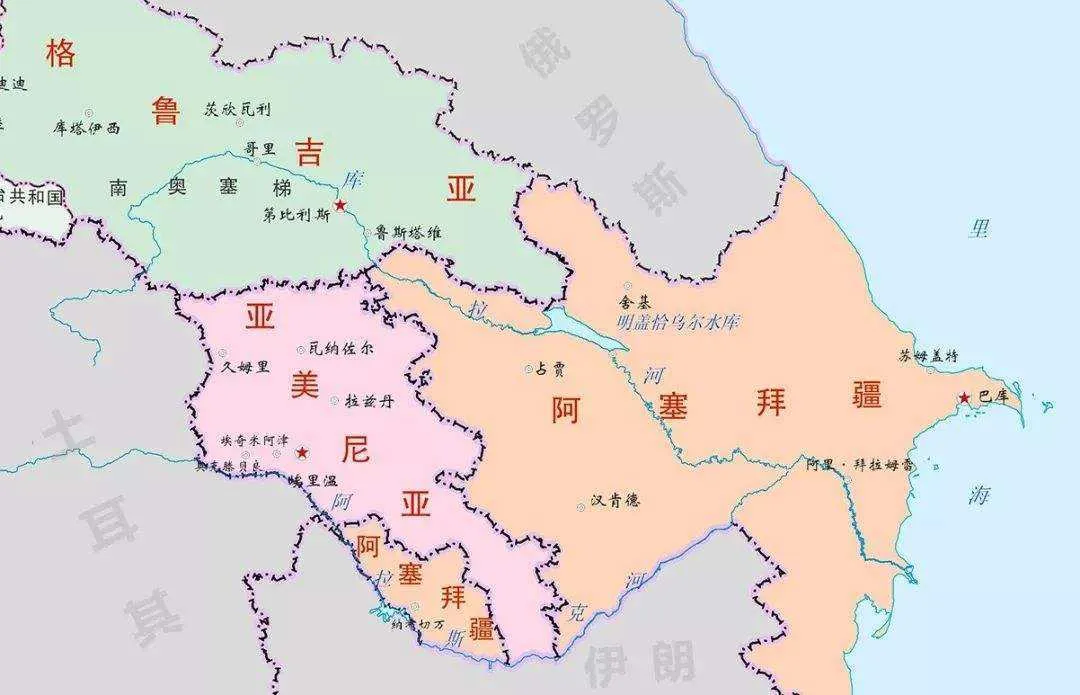 格鲁吉亚
迪迪
库塔伊西
茨欣瓦利
哥里
南奥塞梯
共和国
第比利斯
鲁斯塔维
库拉河
俄罗斯
里海
舍基
明盖恰乌尔水库
亚美尼亚
久姆里
瓦纳佐尔
拉兹丹
埃奇米阿津
埃里温
占贾
阿塞拜疆
苏姆盖特
巴库
阿里·拜拉姆雷
汉肯德
阿拉斯
克河
阿塞拜疆
纳希切万
土耳其
伊朗